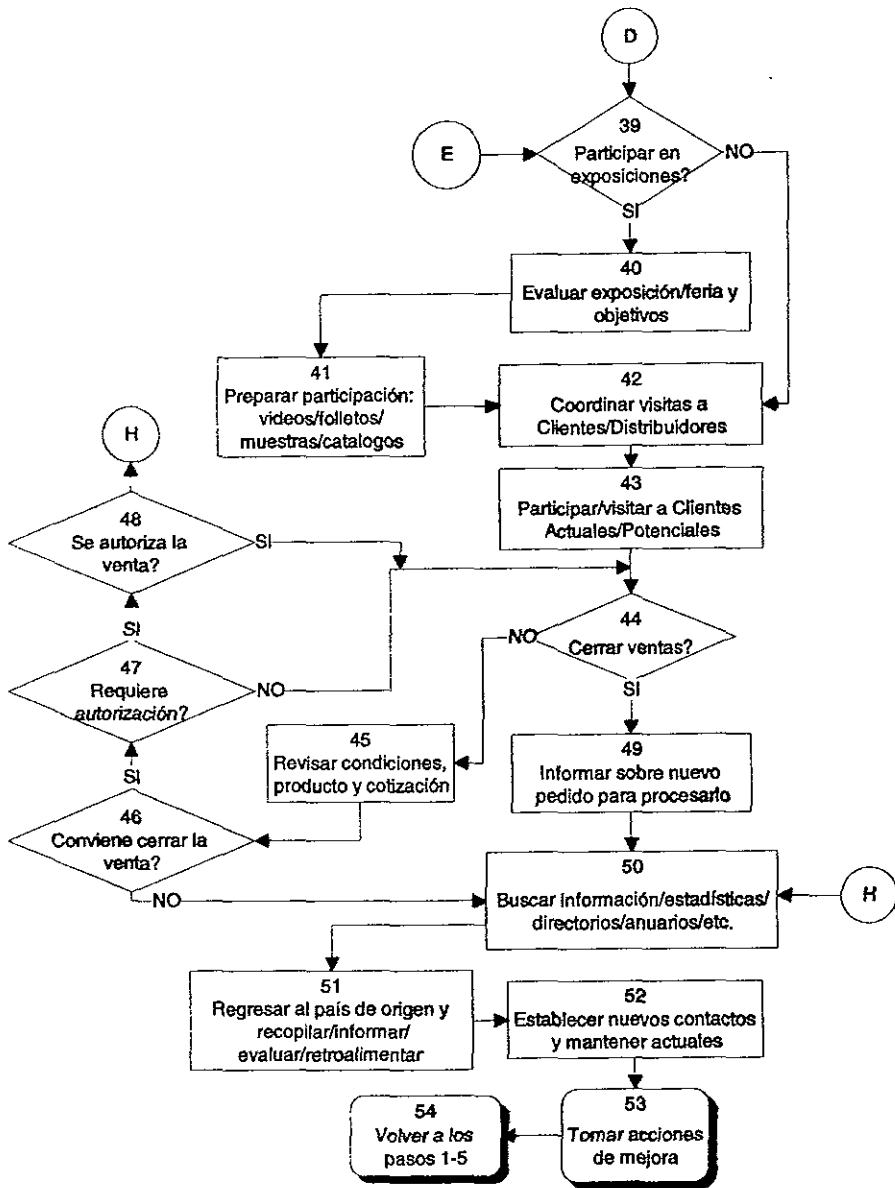 D
39
Participar en
exposiciones?
E
NO
SI
40
Evaluar exposición/feria y
objetivos
41
Preparar participación:
videos/folletos/
muestras/catalogos
42
Coordinar visitas a
Clientes/Distribuidores
43
Participar/visitar a Clientes
Actuales/Potenciales
H
48
Se autoriza la
venta?
SI
44
Cerrar ventas?
NO
SI
SI
47
Requiere
autorización?
NO
45
Revisar condiciones,
producto y cotización
49
Informar sobre nuevo
pedido para procesarlo
SI
46
Conviene cerrar la
venta?
NO
50
Buscar información/estadísticas/
directorios/anuarios/etc.
H
51
Regresar al país de origen y
recopilar/informar/
evaluar/retroalimentar
52
Establecer nuevos contactos
y mantener actuales
54
Volver a los
pasos 1-5
53
Tomar acciones
de mejora